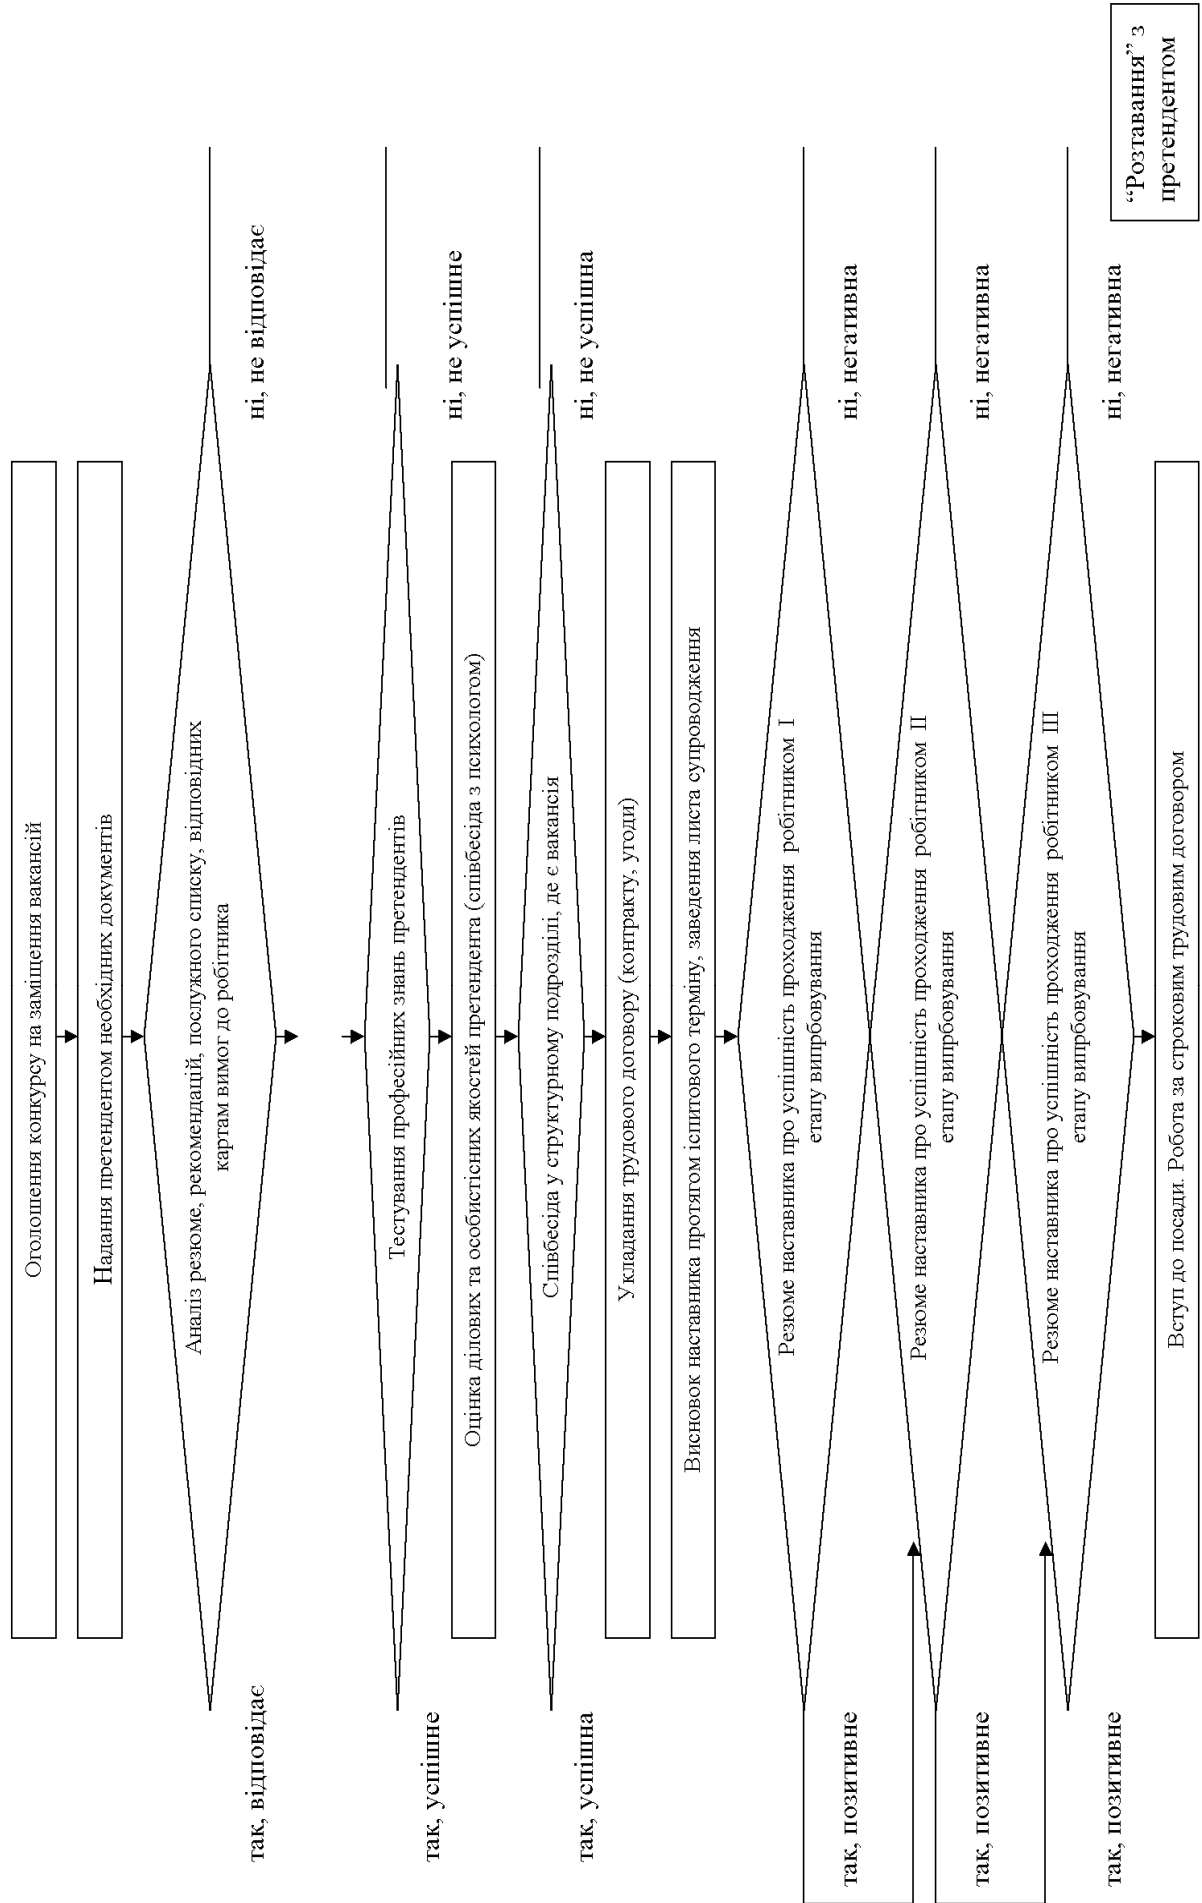 Оголошення конкурсу на заміщення вакансій
Надання претендентом необхідних документів
Аналіз резюме, рекомендацій, послужного списку, відповідних
картам вимог до робітника
так, відповідає
ні, не відповідає
Тестування професійних знань претендентів
так, успішне
ні, не успішне
Оцінка ділових та особистісних якостей претендента (співбесіда з психологом)
Співбесіда у структурному подрозділі, де є вакансія
так, успішна
ні, не успішна
Укладання трудового договору (контракту, угоди)
Висновок наставника протягом іспитового терміну, заведення листа супроводження
Резюме наставника про успішність проходження робітником I
етапу випрбовування
так, позитивне
ні, негативна
Резюме наставника про успішність проходження робітником II
етапу випрбовування
так, позитивне
ні, негативна
Резюме наставника про успішність проходження робітником III
етапу випрбовування
так, позитивне
ні, негативна
“Розтавання” з
претендентом
Вступ до посади. Робота за строковим трудовим договором